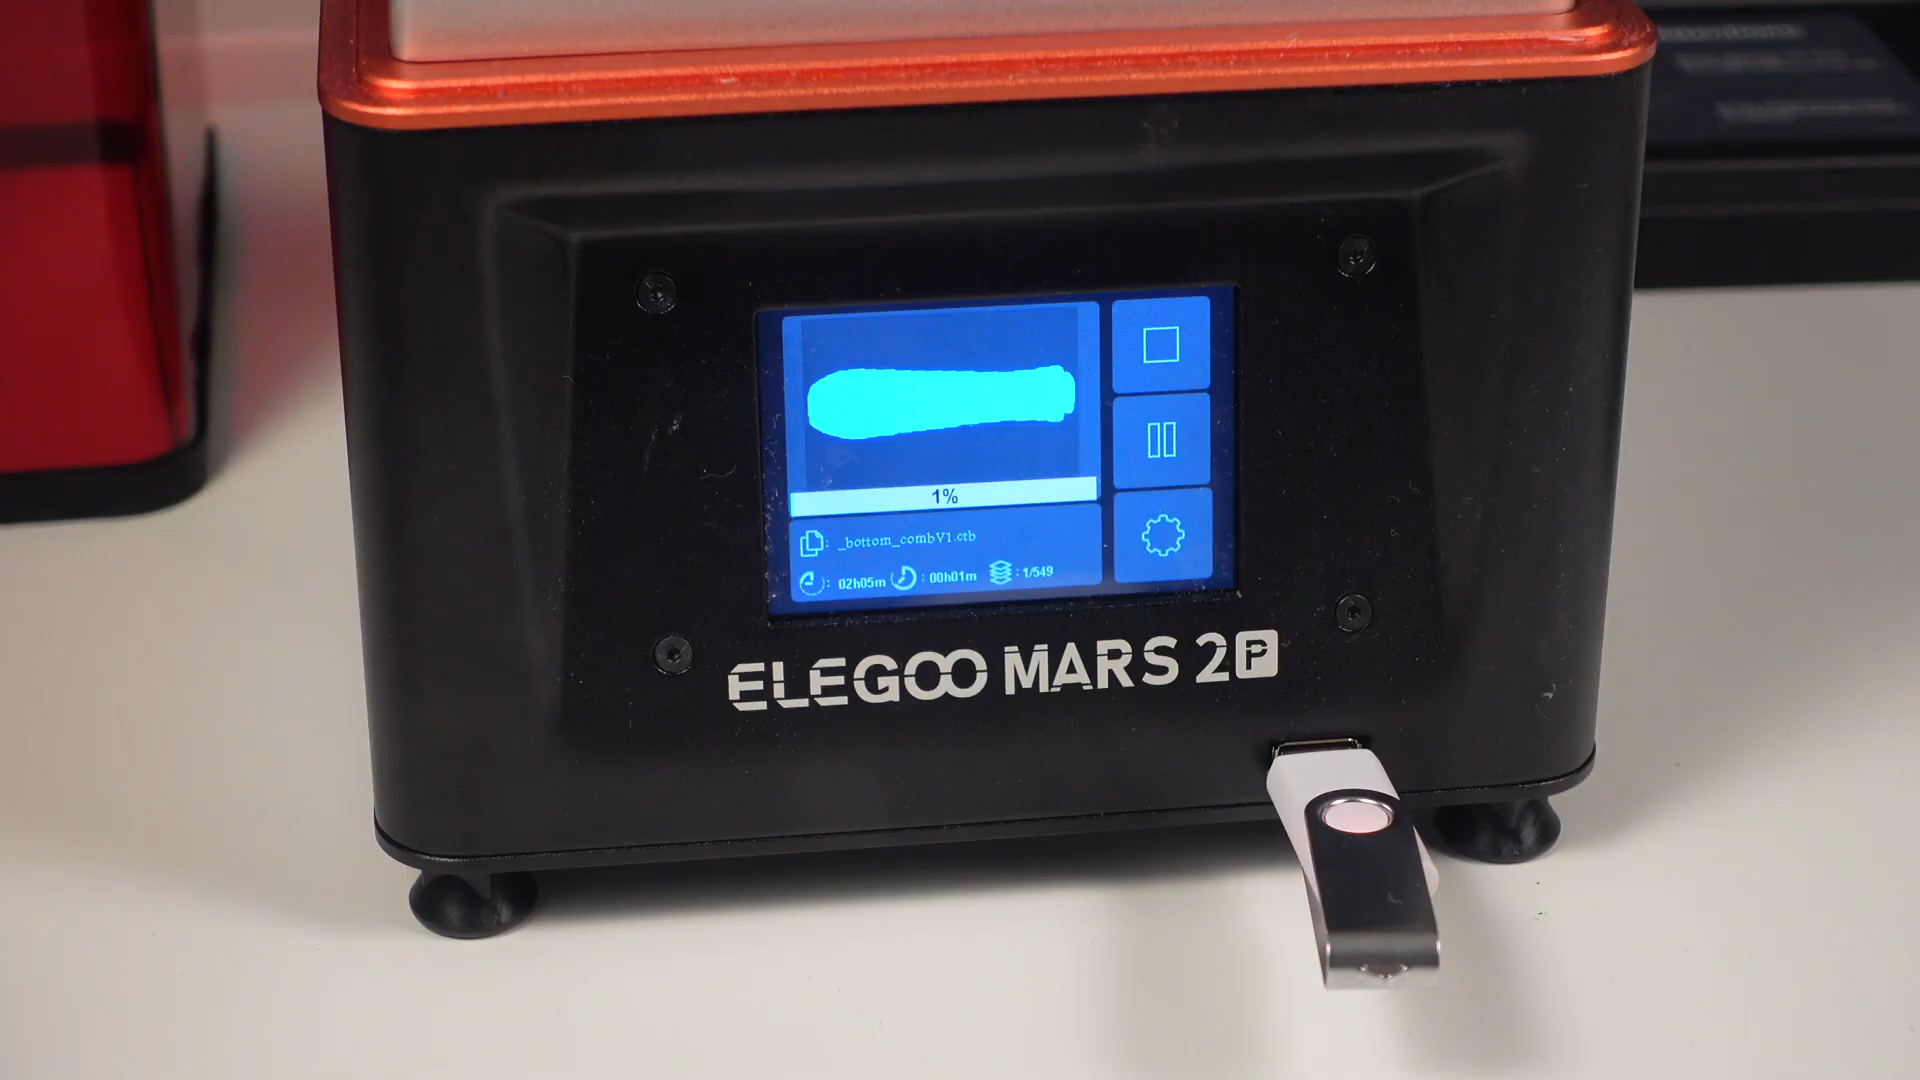 1%
: _bottom_combV1.ctb
: 02h05m : 00h01m : 1/549
ELEGOO MARS 2P